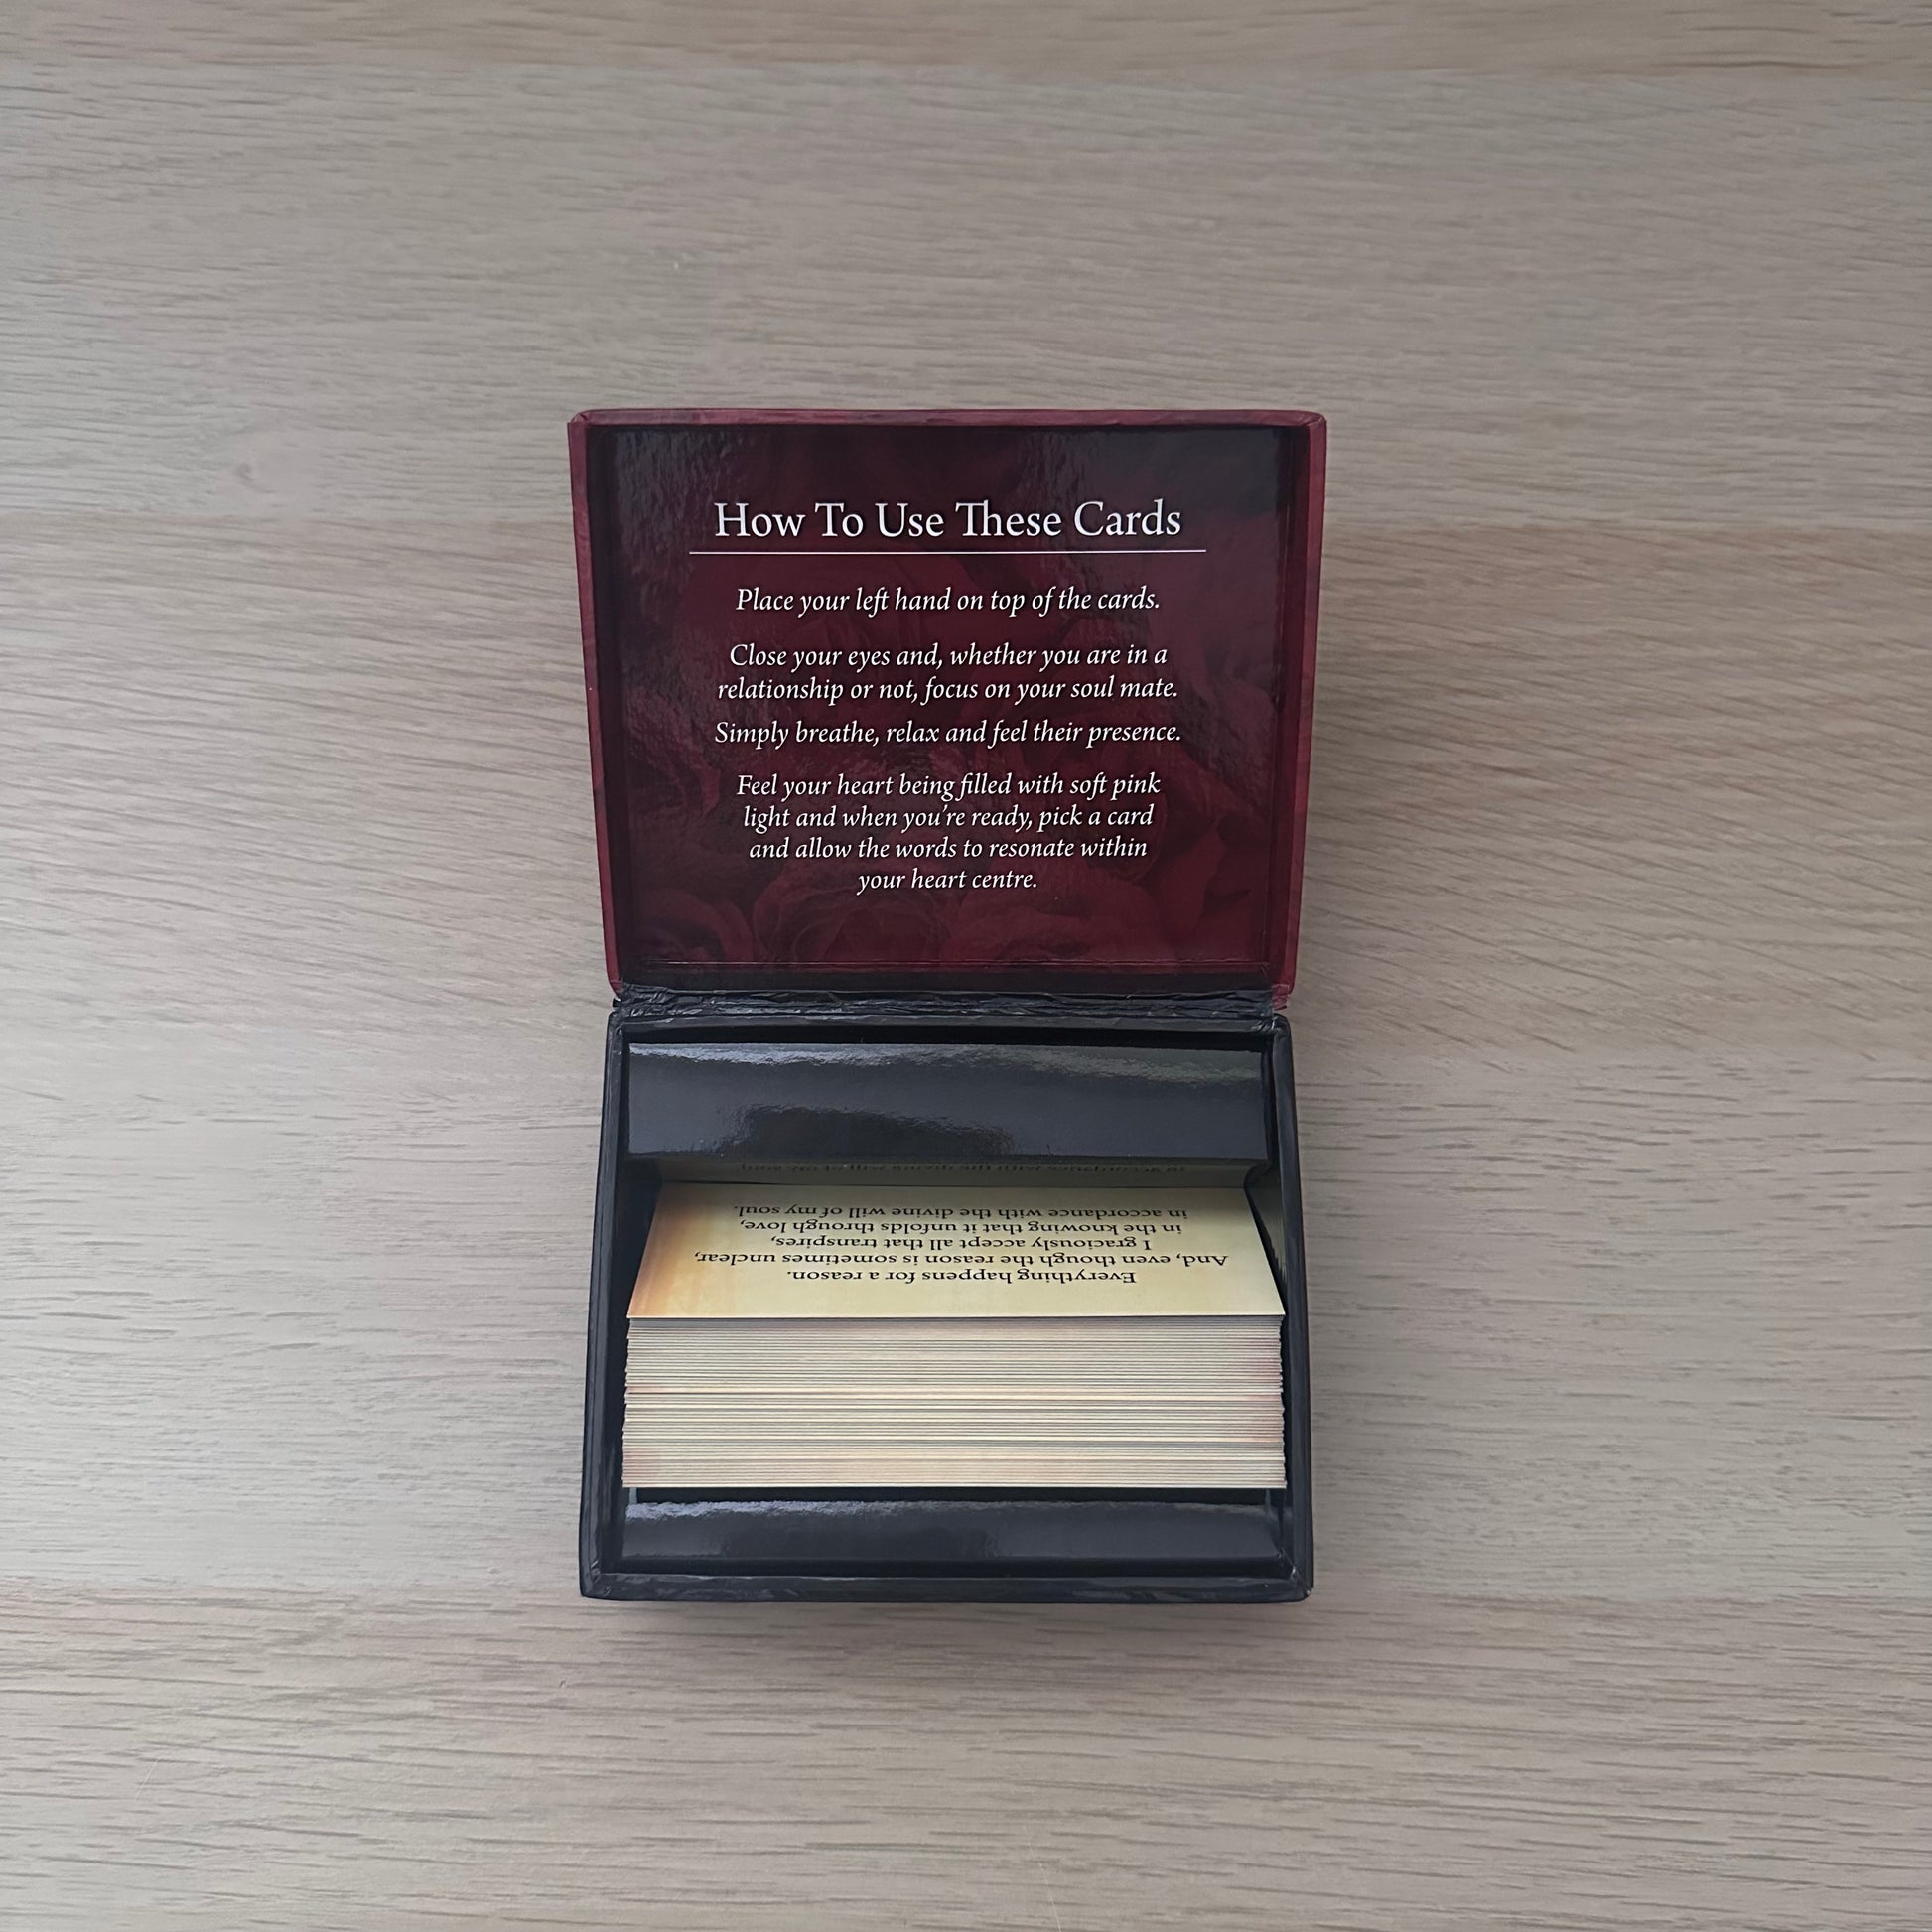 How To Use These Cards
Place your left hand on top of the cards.
Close your eyes and, whether you are in a
relationship or not, focus on your soul mate.
Simply breathe, relax and feel their presence.
Feel your heart being filled with soft pink
light and when you're ready, pick a card
and allow the words to resonate within
your heart centre.
Everything happens for a reason.
And, even though the reason is sometimes unclear,
I graciously accept all that transpires,
in the knowing that it unfolds through love,
in accordance with the divine will of my soul.